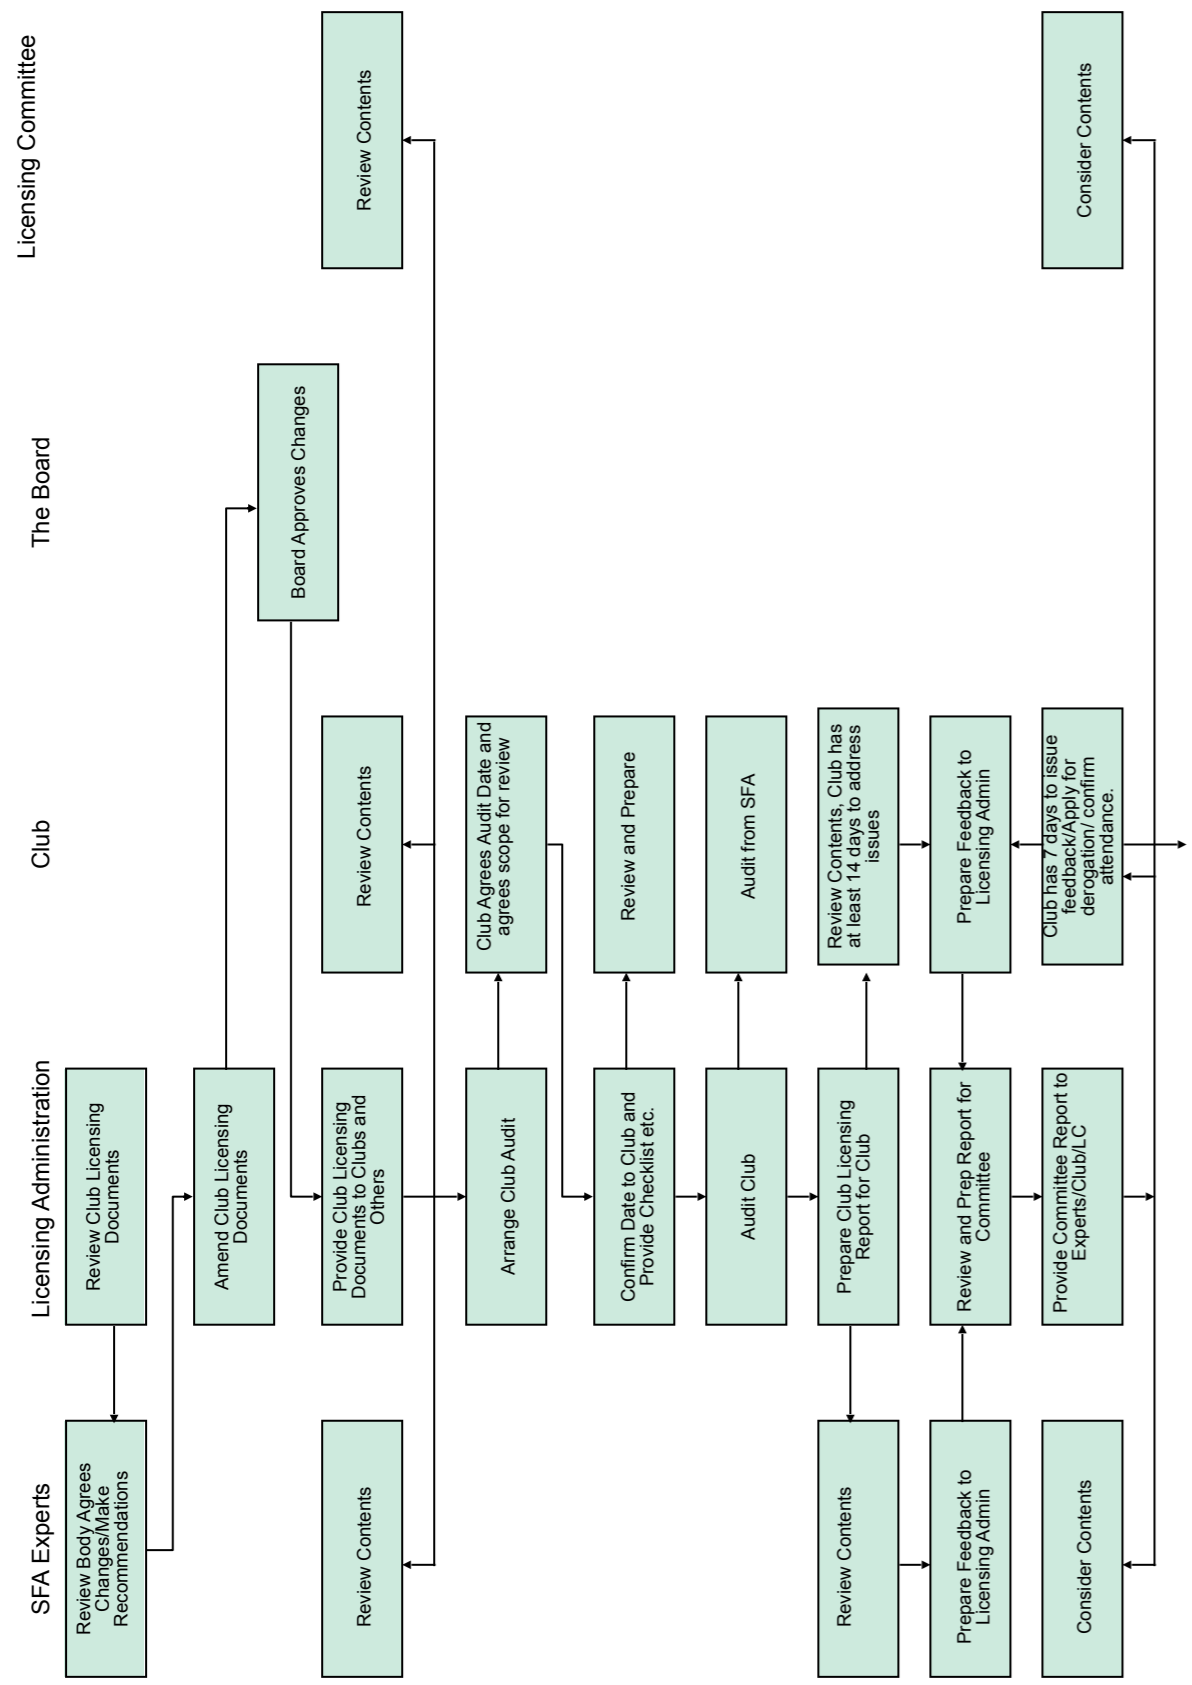 SFA Experts
Licensing Administration
Club
The Board
Licensing Committee
Review Body Agrees
Changes/Make
Recommendations
Review Club Licensing
Documents
Amend Club Licensing
Documents
Board Approves Changes
Review Contents
Provide Club Licensing
Documents to Clubs and
Others
Review Contents
Review Contents
Arrange Club Audit
Club Agrees Audit Date and
agrees scope for review
Confirm Date to Club and
Provide Checklist etc.
Review and Prepare
Audit Club
Audit from SFA
Review Contents
Prepare Club Licensing
Report for Club
Review Contents, Club has
at least 14 days to address
issues
Prepare Feedback to
Licensing Admin
Review and Prep Report for
Committee
Prepare Feedback to
Licensing Admin
Consider Contents
Provide Committee Report to
Experts/Club/LC
Club has 7 days to issue
feedback/Apply for
derogation/ confirm
attendance.
Consider Contents